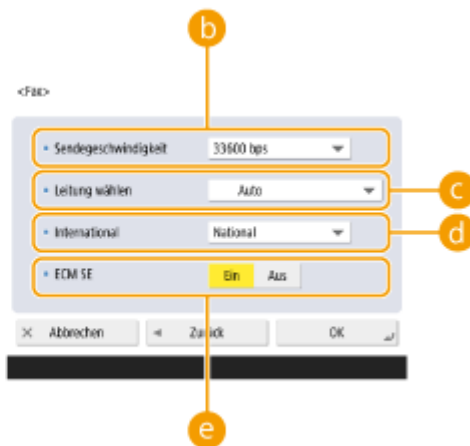 b
<Fax>
Sendegeschwindigkeit 33600 bps
Leitung wählen Auto
c
International National
d
ECM SE Ein Aus
× Abbrechen Zurück OK
e